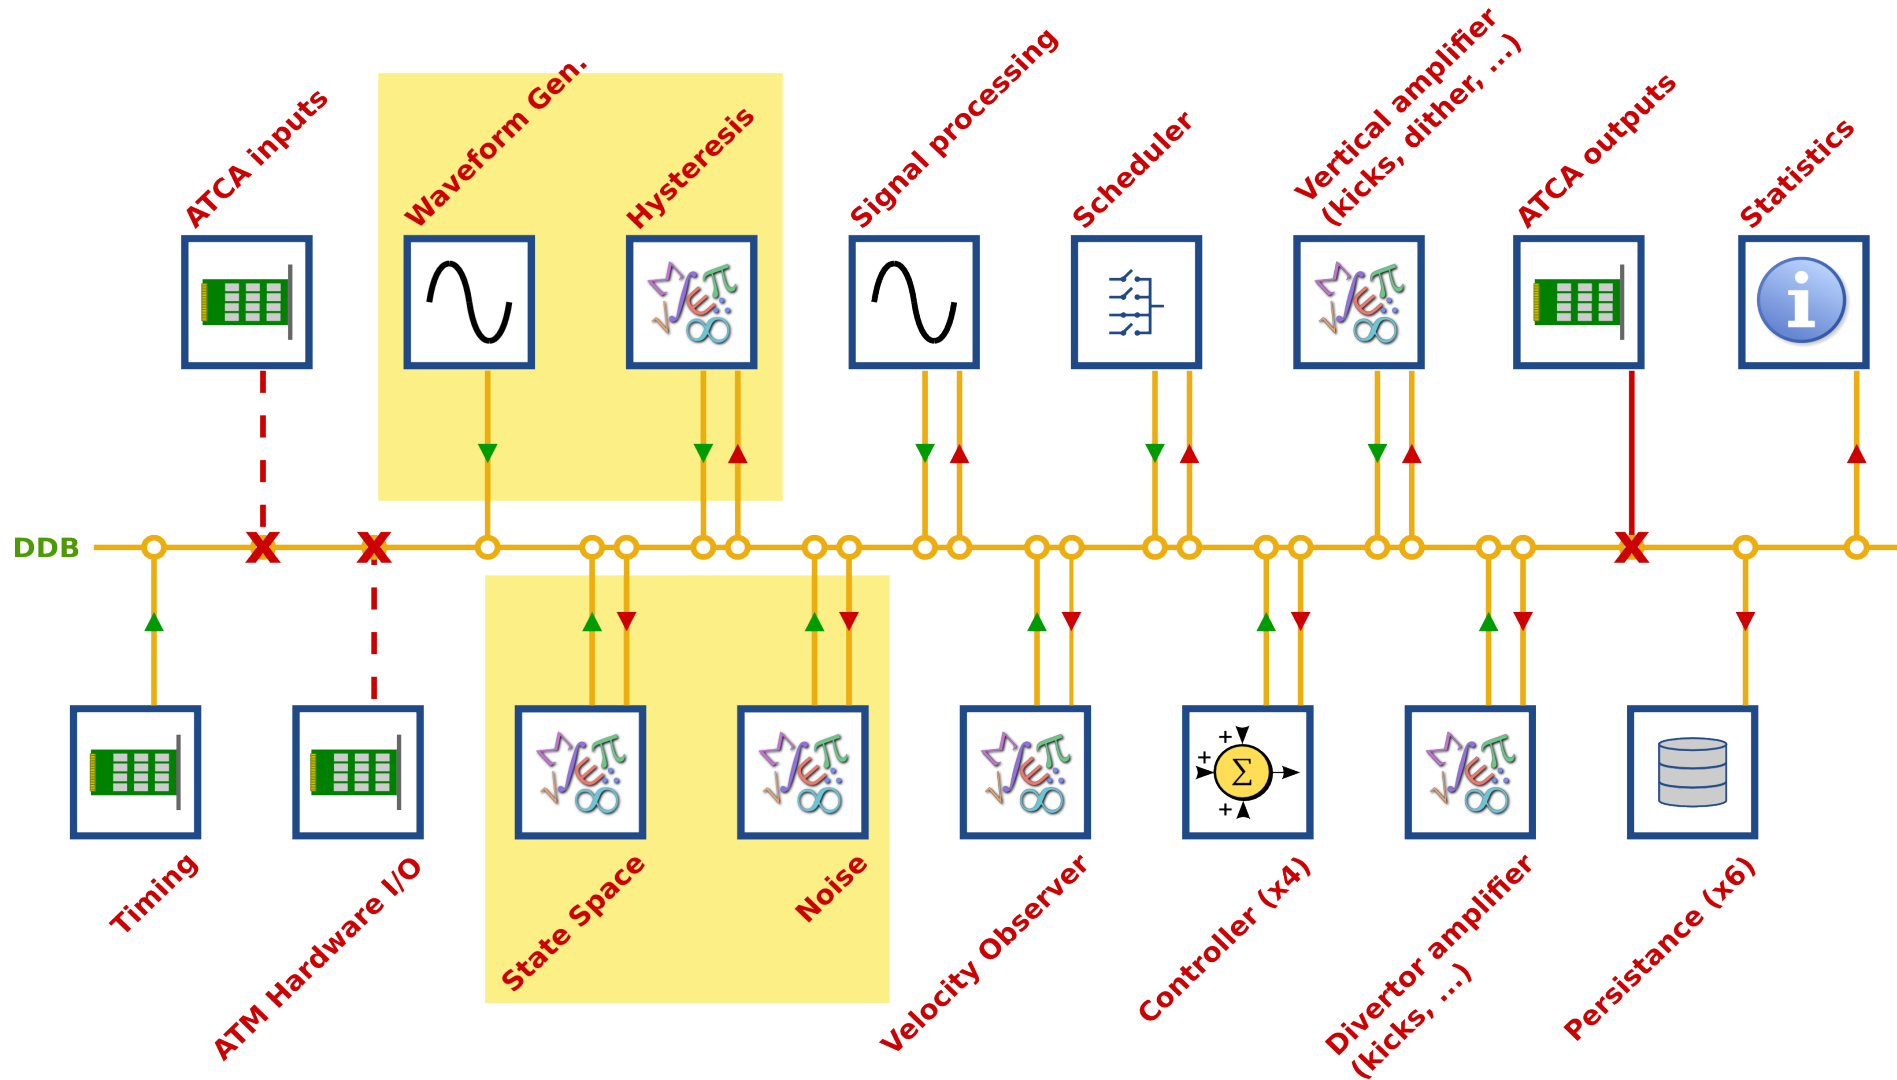 ATCA inputs
Waveform Gen.
Hysteresis
Signal processing
Scheduler
Vertical amplifier
(kicks, dither, ...)
ATCA outputs
Statistics
DDB
X
X
X
Timing
ATM Hardware I/O
State Space
Noise
Velocity Observer
Controller (x4)
Divertor amplifier
(kicks, ...)
Persistance (x6)